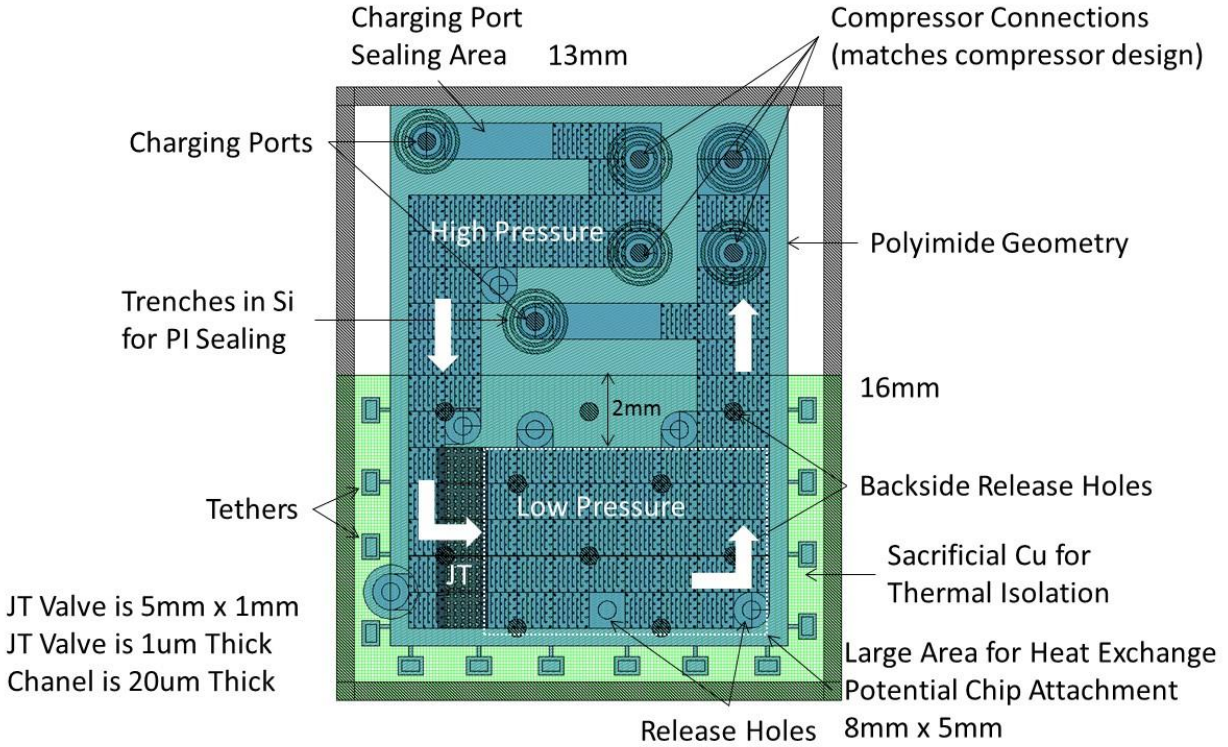 Charging Port
Sealing Area
13mm
Compressor Connections
(matches compressor design)
Charging Ports
High Pressure
Polyimide Geometry
Trenches in Si
for PI Sealing
2mm
16mm
Low Pressure
Backside Release Holes
Tethers
JT
Sacrificial Cu for
Thermal Isolation
JT Valve is 5mm x 1mm
JT Valve is 1um Thick
Chanel is 20um Thick
Large Area for Heat Exchange
Potential Chip Attachment
8mm x 5mm
Release Holes